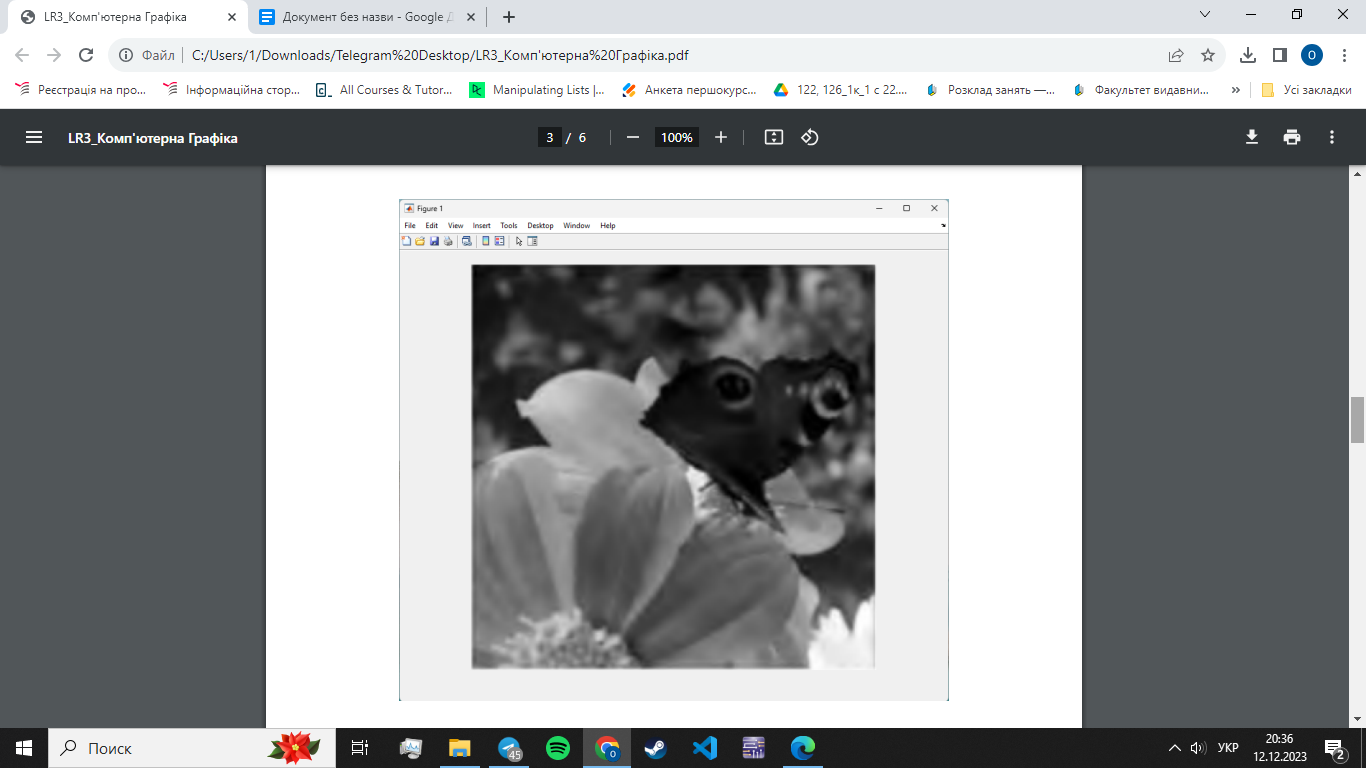 LR3_Комп'ютерна Графіка
Документ без назви - Google Д
Файл C:/Users/1/Downloads/Telegram%20Desktop/LR3_Комп'ютерна%20Графіка.pdf
О
Реєстрація на про...
Інформаційна стор...
All Courses & Tutor...
Manipulating Lists |...
Анкета першокурс...
122, 126_1к_1 с 22....
Розклад занять —...
Факультет видавни...
»
Усі закладки
LR3_Комп'ютерна Графіка
3 / 6
100%
Figure 1
File Edit View Insert Tools Desktop Window Help
Поиск
45
УКР
20:36
12.12.2023
2